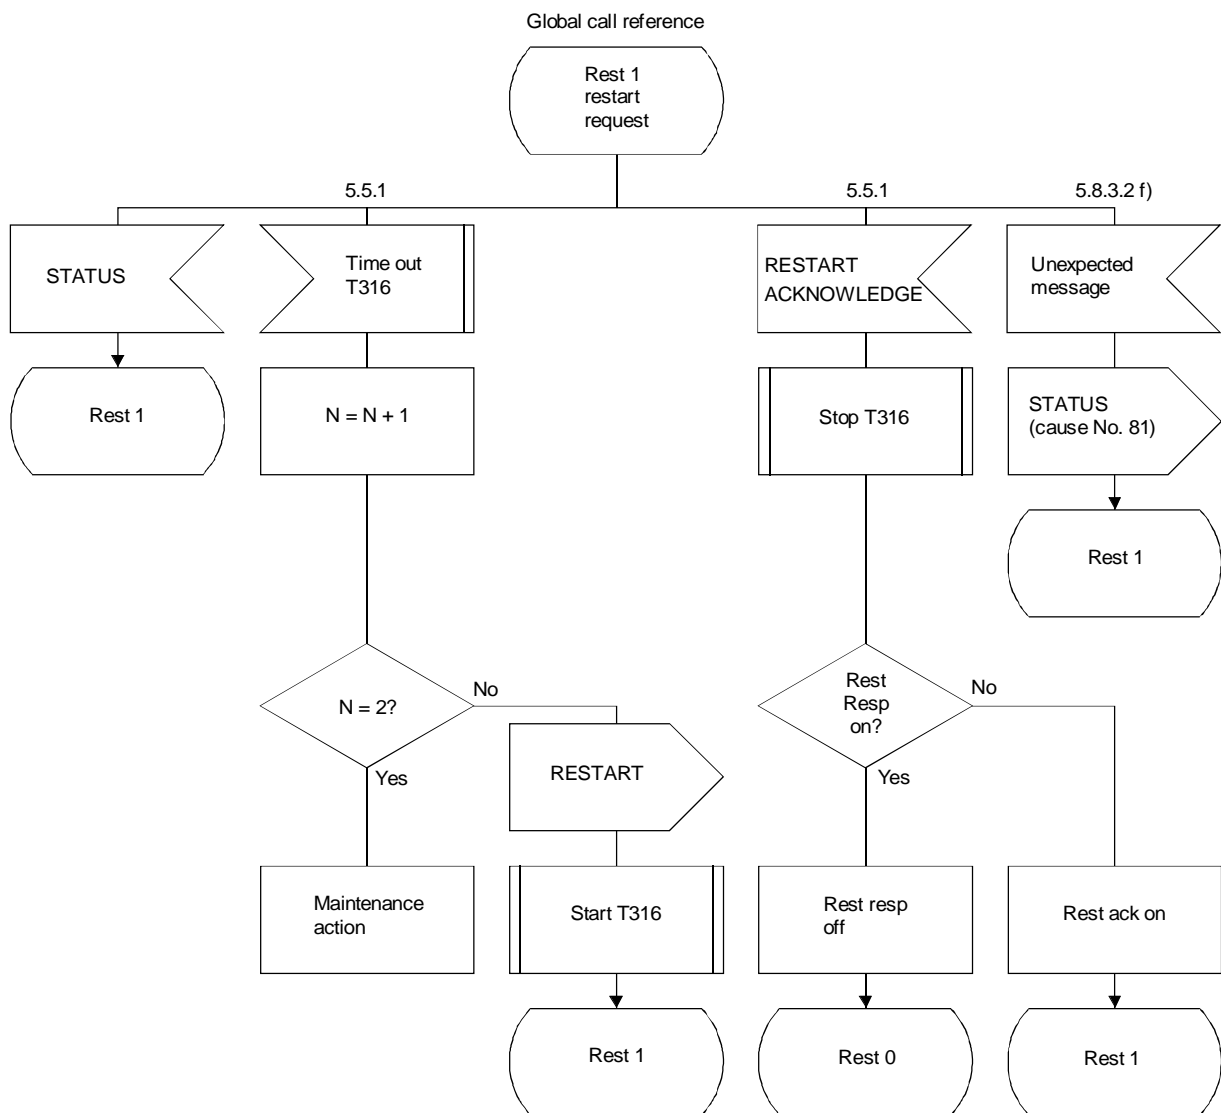 Global call reference
Rest 1
restart
request
5.5.1
5.5.1
5.8.3.2 f)
STATUS
Time out
T316
RESTART
ACKNOWLEDGE
Unexpected
message
Rest 1
N = N + 1
Stop T316
STATUS
(cause No. 81)
Rest 1
N = 2?
No
Yes
Rest
Resp
on?
No
Yes
RESTART
Maintenance
action
Start T316
Rest resp
off
Rest ack on
Rest 1
Rest 0
Rest 1